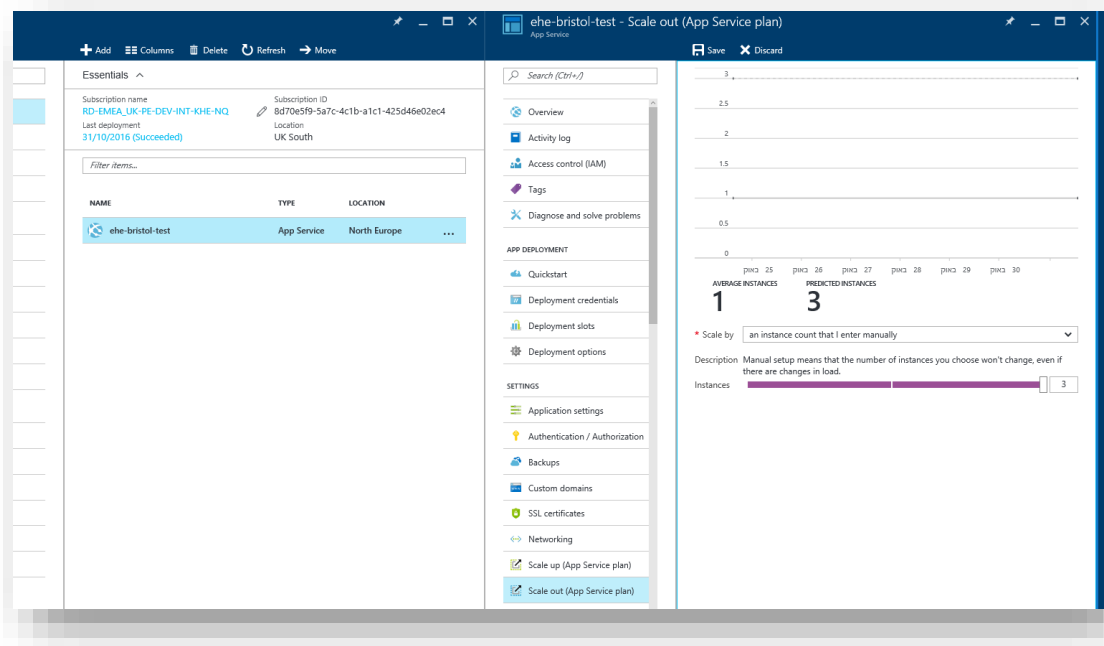 ehe-bristol-test - Scale out (App Service plan)
App Service
Add Columns Delete Refresh Move
Save Discard
Essentials
Subscription name
RD-EMEA_UK-PE-DEV-INT-KHE-NQ
Last deployment
31/10/2016 (Succeeded)
Subscription ID
8d70e5f9-5a7c-4c1b-a1c1-425d46e02ec4
Location
UK South
Filter items...
NAME TYPE LOCATION
ehe-bristol-test App Service North Europe ...
Search (Ctrl+/)
Overview
Activity log
Access control (IAM)
Tags
Diagnose and solve problems
APP DEPLOYMENT
Quickstart
Deployment credentials
Deployment slots
Deployment options
SETTINGS
Application settings
Authentication / Authorization
Backups
Custom domains
SSL certificates
Networking
Scale up (App Service plan)
Scale out (App Service plan)
3
2.5
2
1.5
1
0.5
0
25 באוק 26 באוק 27 באוק 28 באוק 29 באוק 30 באוק
AVERAGE INSTANCES PREDICTED INSTANCES
1 3
* Scale by an instance count that I enter manually
Description Manual setup means that the number of instances you choose won't change, even if
there are changes in load.
Instances 3